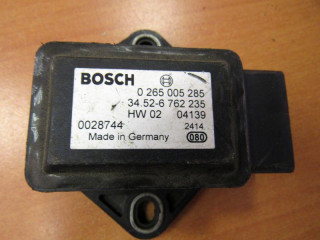 BOSCH
0 265 005 285
34.52-6 762 235
HW 02 04139
0028744 2414
Made in Germany 080